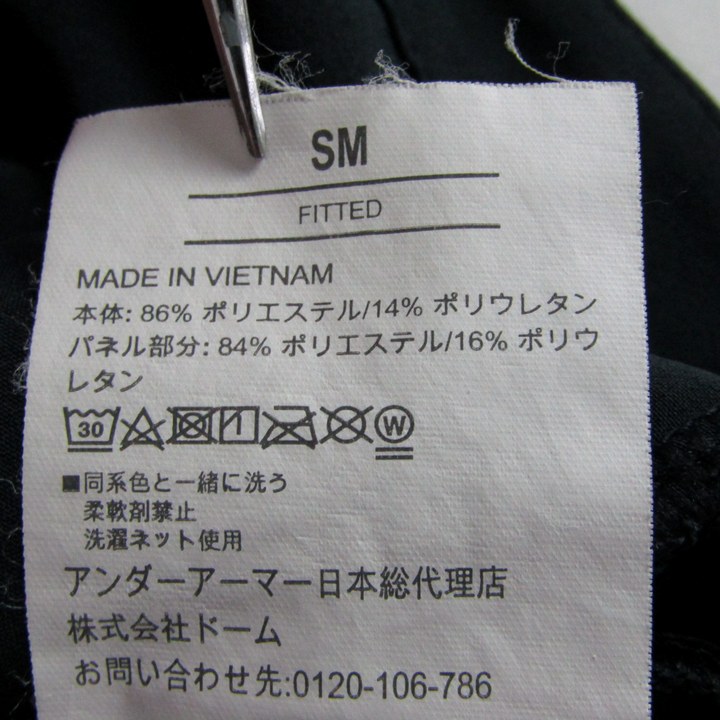 SM
FITTED
MADE IN VIETNAM
本体: 86% ポリエステル/14% ポリウレタン
パネル部分: 84% ポリエステル/16% ポリウ
レタン
30 W
■同系色と一緒に洗う
柔軟剤禁止
洗濯ネット使用
アンダーアーマー日本総代理店
株式会社ドーム
お問い合わせ先:0120-106-786